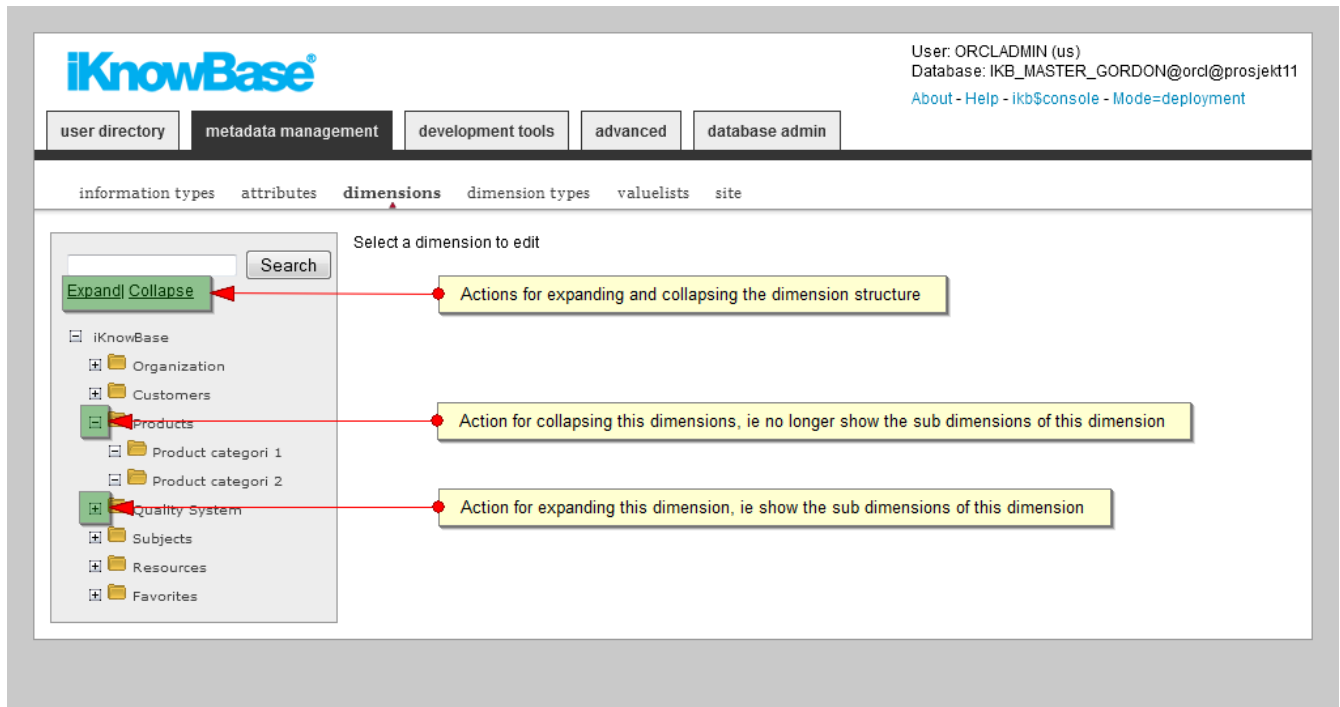 iKnowBase®
User: ORCLADMIN (us)
Database: IKB_MASTER_GORDON@orcl@prosjekt11
About - Help - ikb$console - Mode=deployment
user directory metadata management development tools advanced database admin
information types attributes dimensions dimension types valuelists site
Select a dimension to edit
Search
Expand| Collapse
Actions for expanding and collapsing the dimension structure
iKnowBase
Organization
Customers
Products
Action for collapsing this dimensions, ie no longer show the sub dimensions of this dimension
Product categori 1
Product categori 2
Quality System
Action for expanding this dimension, ie show the sub dimensions of this dimension
Subjects
Resources
Favorites